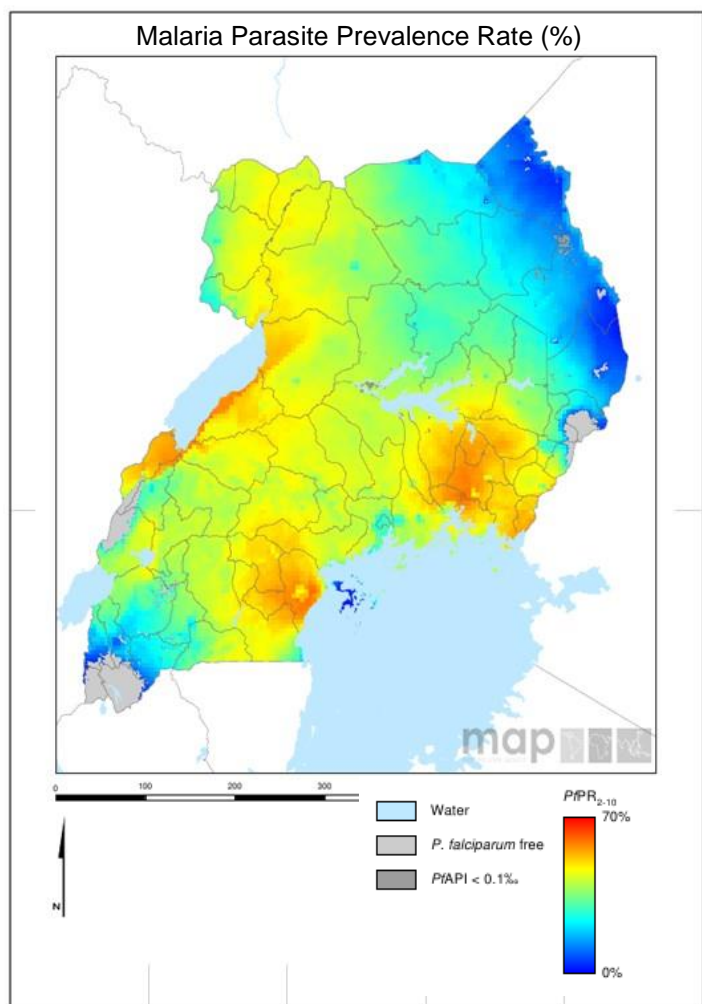 Malaria Parasite Prevalence Rate (%)
map
0 100 200 300
Water
P. falciparum free
PfAPI < 0.1‰
PfPR2-10
70%
0%
N